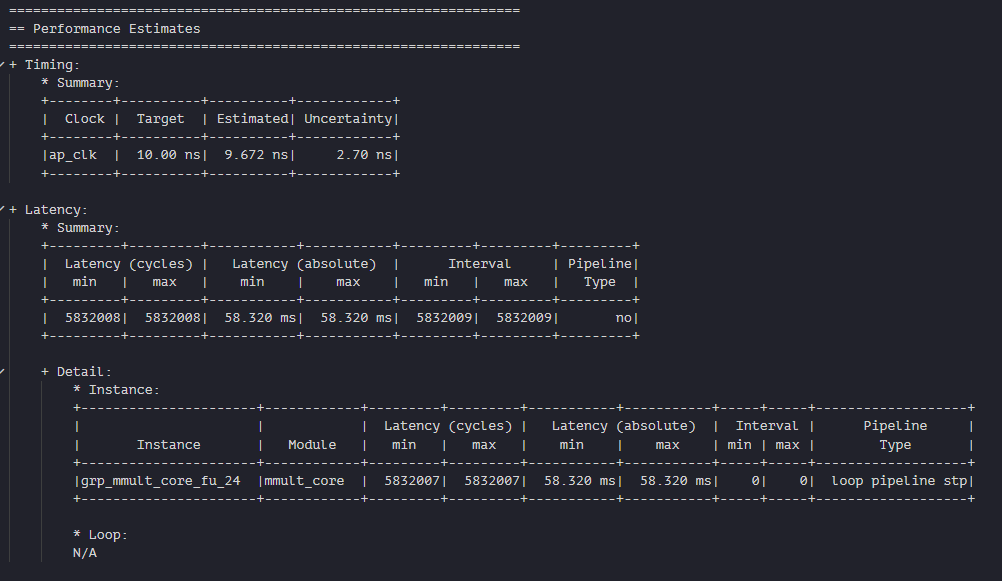 ================================================================
== Performance Estimates
================================================================
+ Timing:
    * Summary:
    +--------+----------+----------+------------+
    |  Clock |  Target  | Estimated| Uncertainty|
    +--------+----------+----------+------------+
    |ap_clk  |  10.00 ns|  9.672 ns|     2.70 ns|
    +--------+----------+----------+------------+

+ Latency:
    * Summary:
    +---------+---------+-----------+-----------+---------+---------+---------+
    |  Latency (cycles) |   Latency (absolute)  |      Interval     | Pipeline|
    |   min   |   max   |    min    |    max    |   min   |   max   |   Type  |
    +---------+---------+-----------+-----------+---------+---------+---------+
    |  5832008|  5832008|  58.320 ms|  58.320 ms|  5832009|  5832009|       no|
    +---------+---------+-----------+-----------+---------+---------+---------+

    + Detail:
        * Instance:
        +----------------------+------------+---------+---------+-----------+-----------+-----+-----+-------------------+
        |                      |            |  Latency (cycles) |   Latency (absolute)  |  Interval |      Pipeline     |
        |       Instance       |   Module   |   min   |   max   |    min    |    max    | min | max |        Type       |
        +----------------------+------------+---------+---------+-----------+-----------+-----+-----+-------------------+
        |grp_mmult_core_fu_24  |mmult_core  |  5832007|  5832007|  58.320 ms|  58.320 ms|    0|    0|  loop pipeline stp|
        +----------------------+------------+---------+---------+-----------+-----------+-----+-----+-------------------+

        * Loop:
        N/A